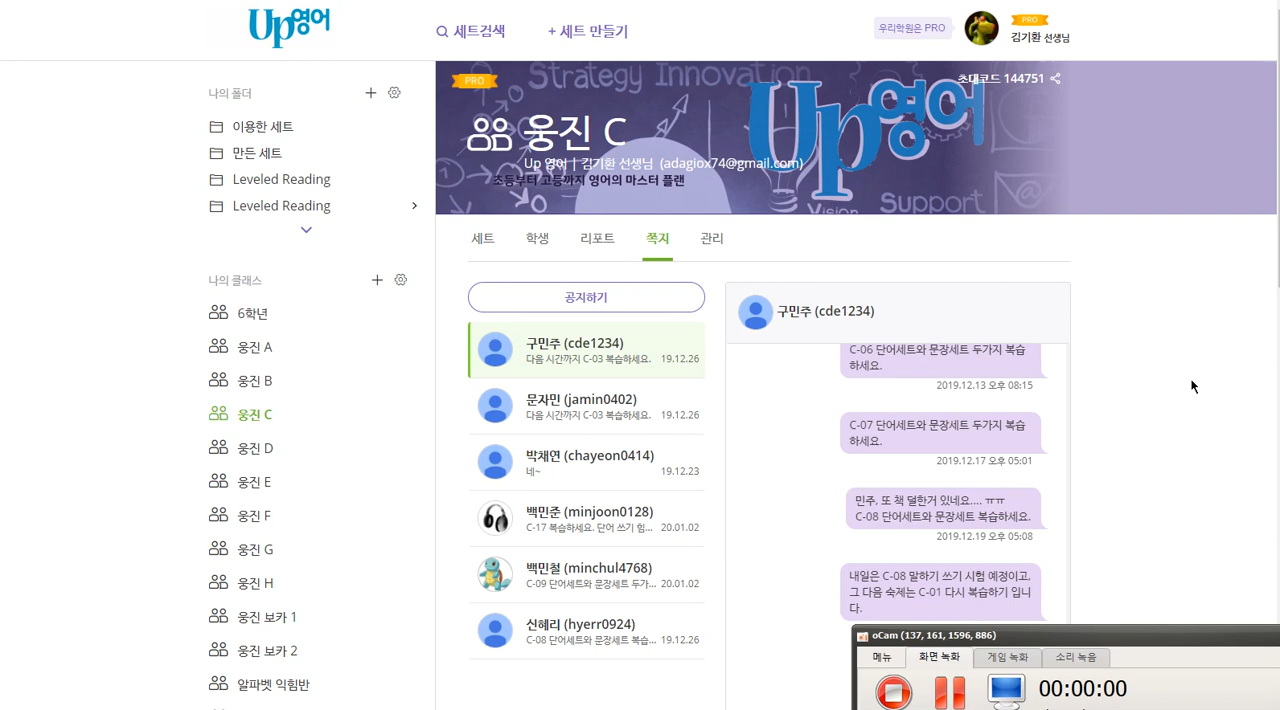 Up영어
세트검색
+ 세트 만들기
우리학원은 PRO
PRO
김기환 선생님
나의 폴더
이용한 세트
만든 세트
Leveled Reading
Leveled Reading
나의 클래스
6학년
웅진 A
웅진 B
웅진 C
웅진 D
웅진 E
웅진 F
웅진 G
웅진 H
웅진 보카 1
웅진 보카 2
알파벳 익힘반
PRO
Strategy Innovation
초대코드 144751
Up영어
웅진 C
Up 영어 | 김기환 선생님 (adagiox74@gmail.com)
초등부터 고등까지 영어의 마스터 플랜
Vision
Support
세트
학생
리포트
쪽지
관리
공지하기
구민주 (cde1234)
다음 시간까지 C-03 복습하세요. 19.12.26
문자민 (jamin0402)
다음 시간까지 C-03 복습하세요. 19.12.26
박채연 (chayeon0414)
네~ 19.12.23
백민준 (minjoon0128)
C-17 복습하세요. 단어 쓰기 힘... 20.01.02
백민철 (minchul4768)
C-09 단어세트와 문장세트 두가... 20.01.02
신혜리 (hyerr0924)
C-08 단어세트와 문장세트 복습... 19.12.26
구민주 (cde1234)
C-06 단어세트와 문장세트 두가지 복습
하세요.
2019.12.13 오후 08:15
C-07 단어세트와 문장세트 두가지 복습
하세요.
2019.12.17 오후 05:01
민주, 또 책 덜한거 있네요.... ㅠㅠ
C-08 단어세트와 문장세트 복습하세요.
2019.12.19 오후 05:08
내일은 C-08 말하기 쓰기 시험 예정이고,
그 다음 숙제는 C-01 다시 복습하기 입니
다.
oCam (137, 161, 1596, 886)
메뉴
화면 녹화
게임 녹화
소리 녹음
00:00:00